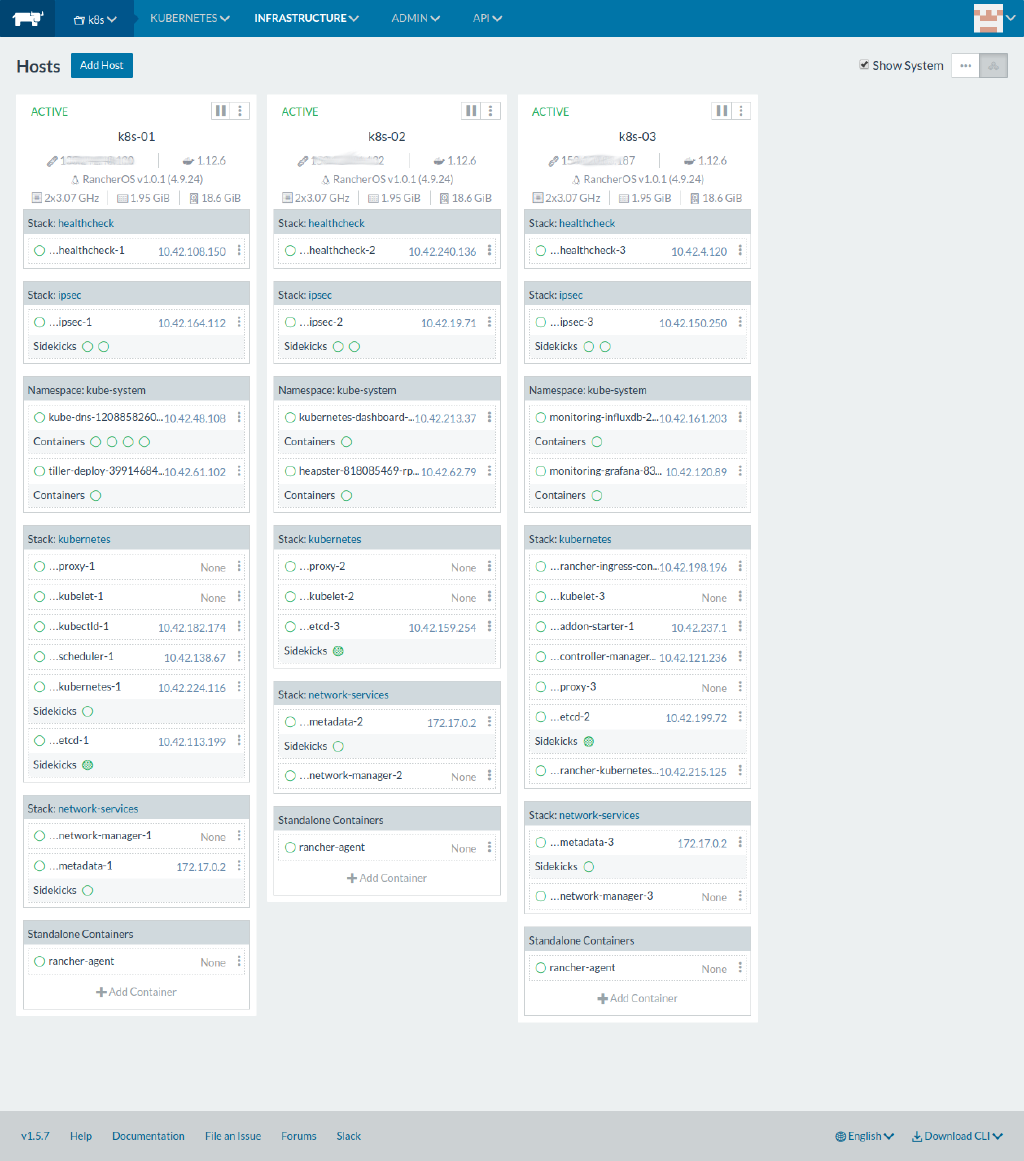 k8s KUBERNETES INFRASTRUCTURE ADMIN API
Hosts Add Host Show System
ACTIVE
k8s-01
1.12.6
RancherOS v1.0.1 (4.9.24)
2x3.07 GHz 1.95 GiB 18.6 GiB
Stack: healthcheck
...healthcheck-1 10.42.108.150
Stack: ipsec
...ipsec-1 10.42.164.112
Sidekicks
Namespace: kube-system
kube-dns-1208858260... 10.42.48.108
Containers
tiller-deploy-39914684... 10.42.61.102
Containers
Stack: kubernetes
...proxy-1 None
...kubelet-1 None
...kubectld-1 10.42.182.174
...scheduler-1 10.42.138.67
...kubernetes-1 10.42.224.116
Sidekicks
...etcd-1 10.42.113.199
Sidekicks
Stack: network-services
...network-manager-1 None
...metadata-1 172.17.0.2
Sidekicks
Standalone Containers
rancher-agent None
Add Container
ACTIVE
k8s-02
1.12.6
RancherOS v1.0.1 (4.9.24)
2x3.07 GHz 1.95 GiB 18.6 GiB
Stack: healthcheck
...healthcheck-2 10.42.240.136
Stack: ipsec
...ipsec-2 10.42.19.71
Sidekicks
Namespace: kube-system
kubernetes-dashboard-... 10.42.213.37
Containers
heapster-818085469-rp... 10.42.62.79
Containers
Stack: kubernetes
...proxy-2 None
...kubelet-2 None
...etcd-3 10.42.159.254
Sidekicks
Stack: network-services
...metadata-2 172.17.0.2
Sidekicks
...network-manager-2 None
Standalone Containers
rancher-agent None
Add Container
ACTIVE
k8s-03
1.12.6
RancherOS v1.0.1 (4.9.24)
2x3.07 GHz 1.95 GiB 18.6 GiB
Stack: healthcheck
...healthcheck-3 10.42.4.120
Stack: ipsec
...ipsec-3 10.42.150.250
Sidekicks
Namespace: kube-system
monitoring-influxdb-2... 10.42.161.203
Containers
monitoring-grafana-83... 10.42.120.89
Containers
Stack: kubernetes
...rancher-ingress-con... 10.42.198.196
...kubelet-3 None
...addon-starter-1 10.42.237.1
...controller-manager... 10.42.121.236
...proxy-3 None
...etcd-2 10.42.199.72
Sidekicks
...rancher-kubernetes... 10.42.215.125
Stack: network-services
...metadata-3 172.17.0.2
Sidekicks
...network-manager-3 None
Standalone Containers
rancher-agent None
Add Container
v1.5.7 Help Documentation File an Issue Forums Slack English Download CLI